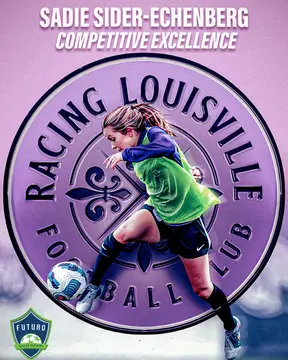 SADIE SIDER-ECHENBERG
COMPETITIVE EXCELLENCE
RACING LOUISVILLE
FOOTBALL CLUB
FUTURO